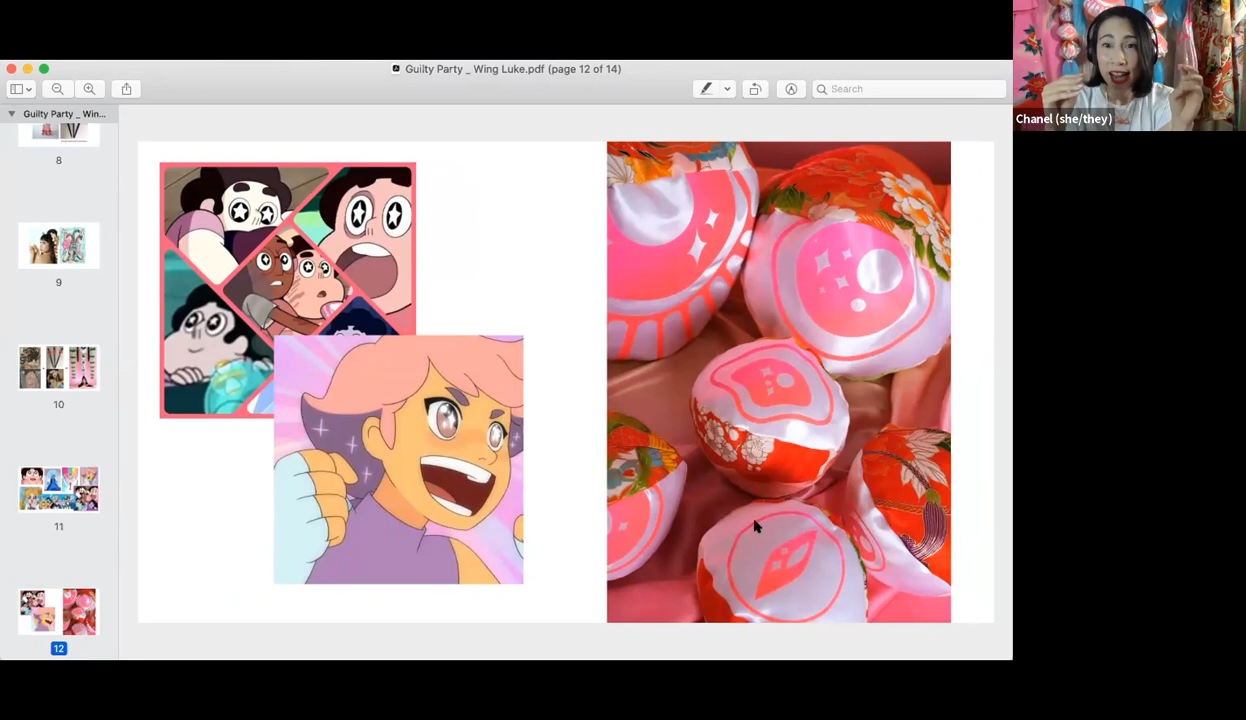 Guilty Party _ Wing Luke.pdf (page 12 of 14)
Search
Guilty Party _ Win...
8
9
10
11
12
Chanel (she/they)